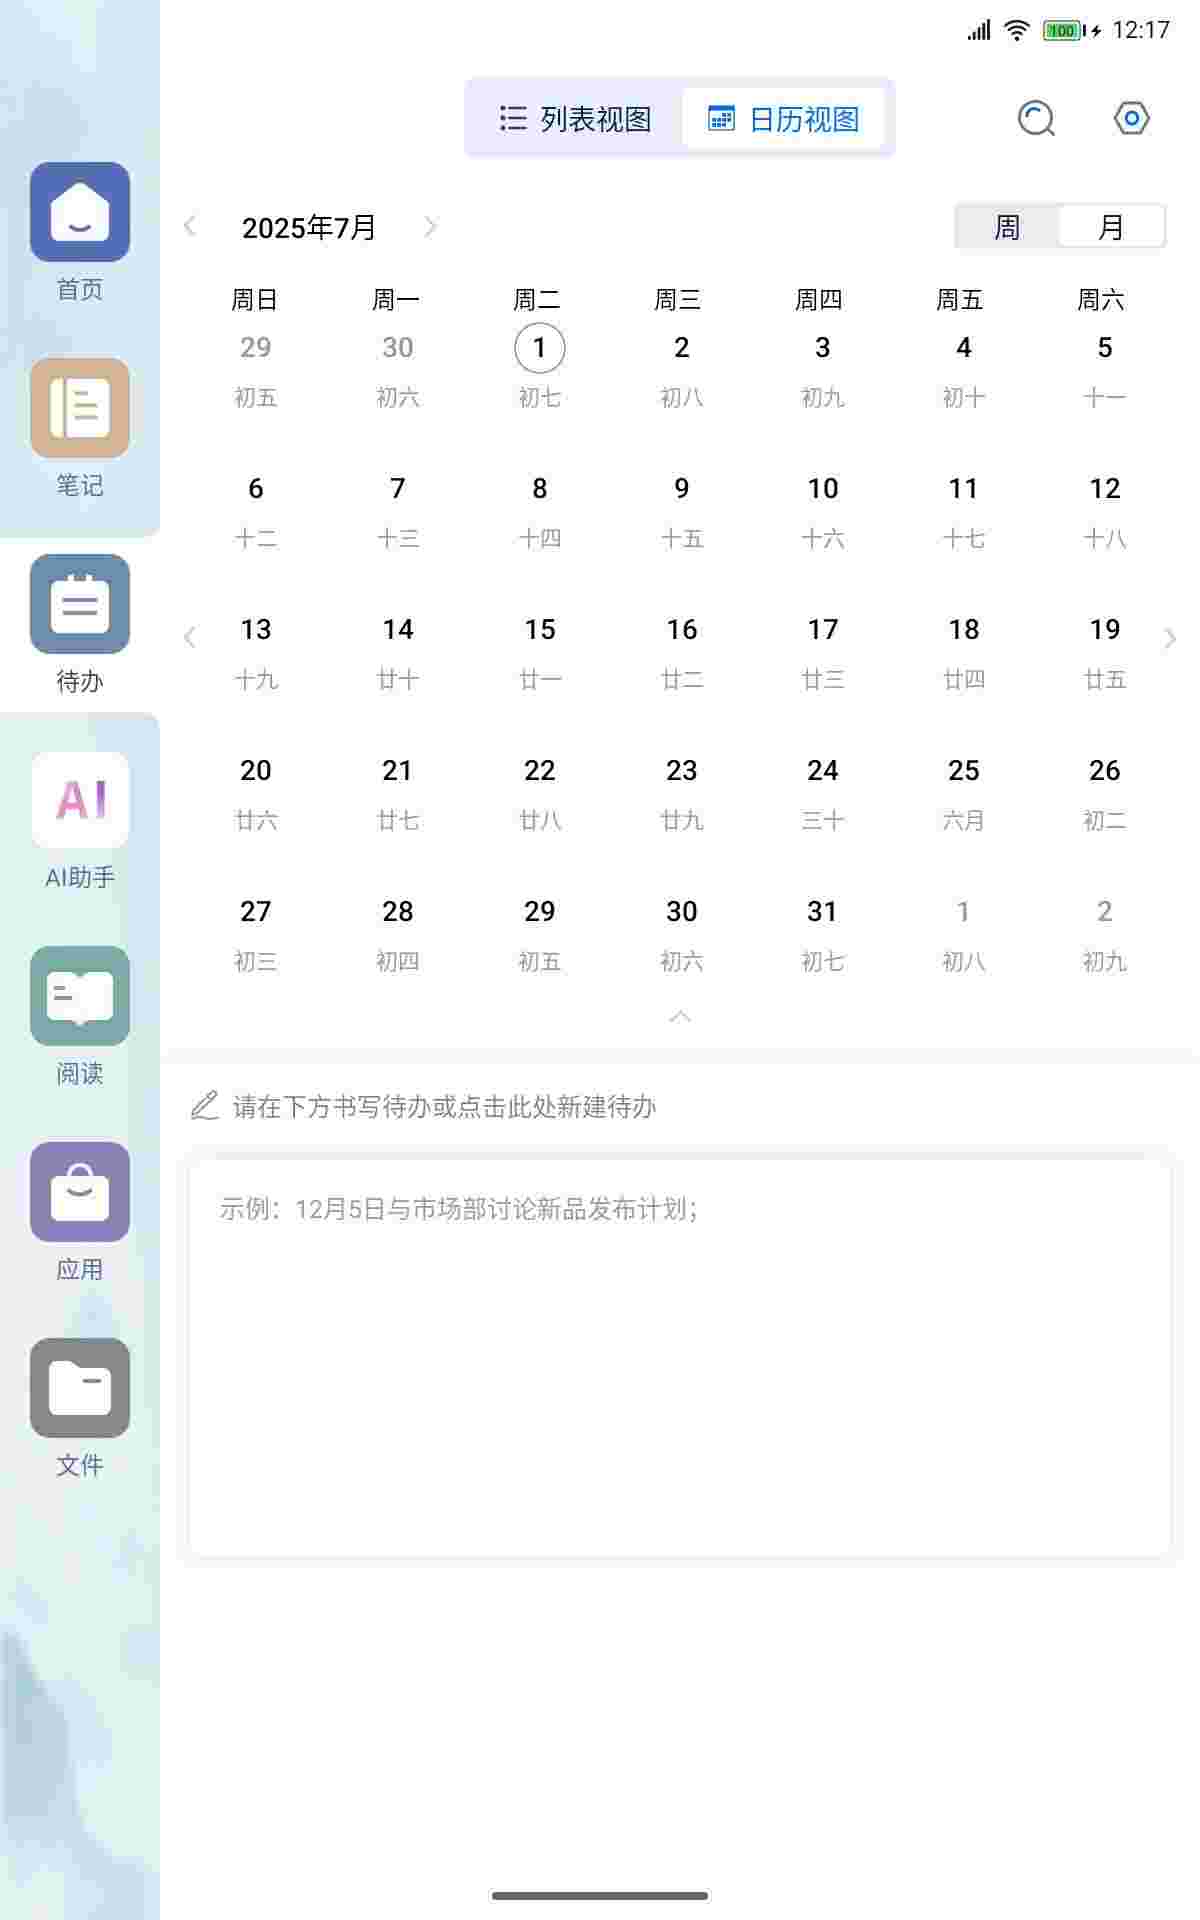 100 12:17
列表视图 日历视图
2025年7月 周 月
周日 周一 周二 周三 周四 周五 周六
29 30 1 2 3 4 5
初五 初六 初七 初八 初九 初十 十一
6 7 8 9 10 11 12
十二 十三 十四 十五 十六 十七 十八
13 14 15 16 17 18 19
十九 廿十 廿一 廿二 廿三 廿四 廿五
20 21 22 23 24 25 26
廿六 廿七 廿八 廿九 三十 六月 初二
27 28 29 30 31 1 2
初三 初四 初五 初六 初七 初八 初九
请在下方书写待办或点击此处新建待办
示例：12月5日与市场部讨论新品发布计划；
首页
笔记
待办
AI
AI助手
阅读
应用
文件